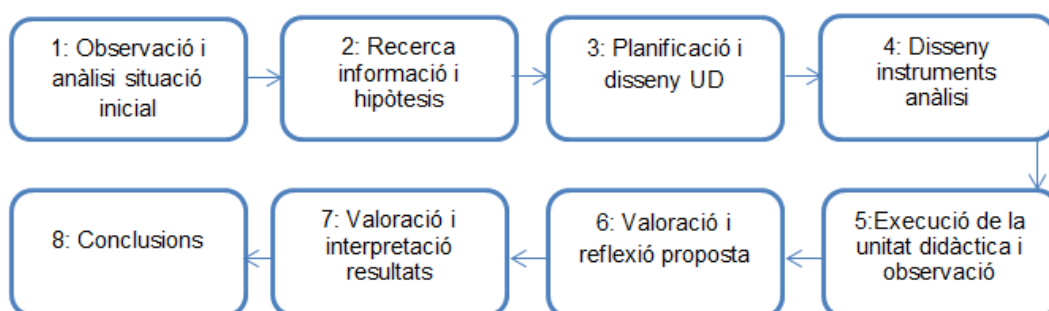 1: Observació i
anàlisi situació
inicial
2: Recerca
informació i
hipòtesis
3: Planificació i
disseny UD
4: Disseny
instruments
anàlisi
5:Execució de la
unitat didàctica i
observació
6: Valoració i
reflexió proposta
7: Valoració i
interpretació
resultats
8: Conclusions